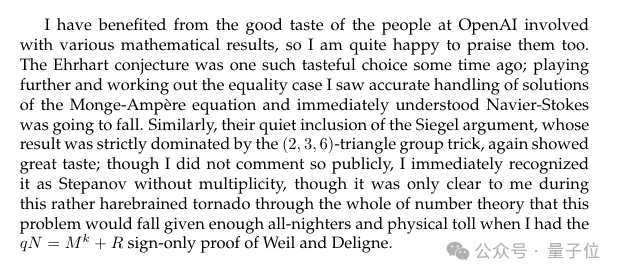 I have benefited from the good taste of the people at OpenAI involved
with various mathematical results, so I am quite happy to praise them too.
The Ehrhart conjecture was one such tasteful choice some time ago; playing
further and working out the equality case I saw accurate handling of solutions
of the Monge-Ampère equation and immediately understood Navier-Stokes
was going to fall. Similarly, their quiet inclusion of the Siegel argument, whose
result was strictly dominated by the (2, 3, 6)-triangle group trick, again showed
great taste; though I did not comment so publicly, I immediately recognized
it as Stepanov without multiplicity, though it was only clear to me during
this rather harebrained tornado through the whole of number theory that this
problem would fall given enough all-nighters and physical toll when I had the
qN = M^k + R sign-only proof of Weil and Deligne.
公众号 · 量子位